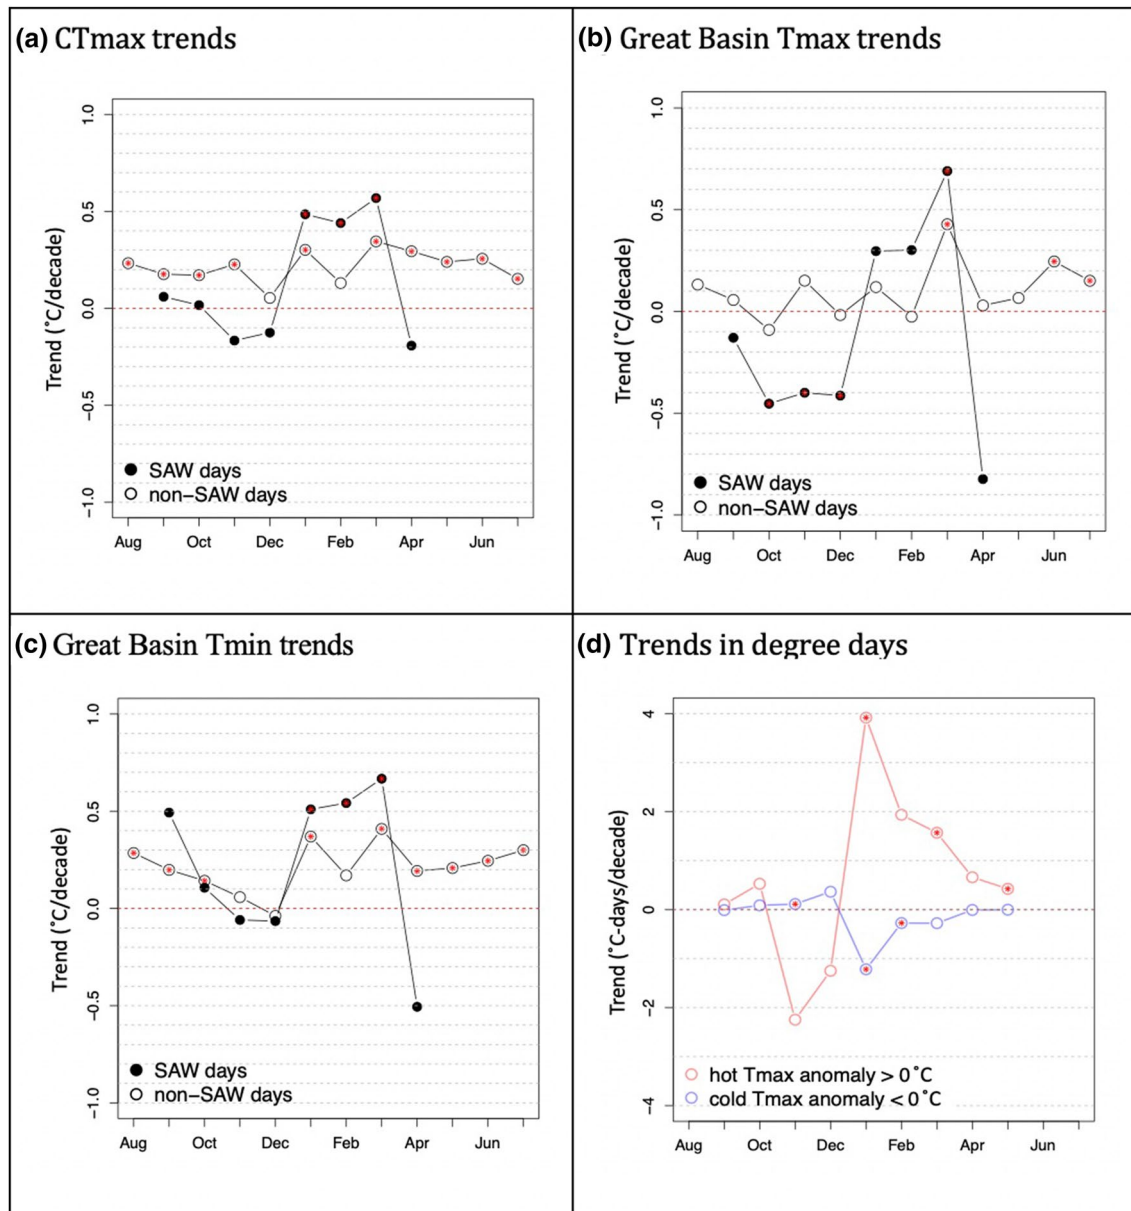 (a) CTmax trends
Trend (˚C/decade)
1.0
0.5
0.0
−0.5
−1.0
SAW days
non−SAW days
Aug Oct Dec Feb Apr Jun
(b) Great Basin Tmax trends
Trend (˚C/decade)
1.0
0.5
0.0
−0.5
−1.0
SAW days
non−SAW days
Aug Oct Dec Feb Apr Jun
(c) Great Basin Tmin trends
Trend (˚C/decade)
1.0
0.5
0.0
−0.5
−1.0
SAW days
non−SAW days
Aug Oct Dec Feb Apr Jun
(d) Trends in degree days
Trend (˚C-days/decade)
4
2
0
−2
−4
hot Tmax anomaly > 0˚C
cold Tmax anomaly < 0˚C
Aug Oct Dec Feb Apr Jun